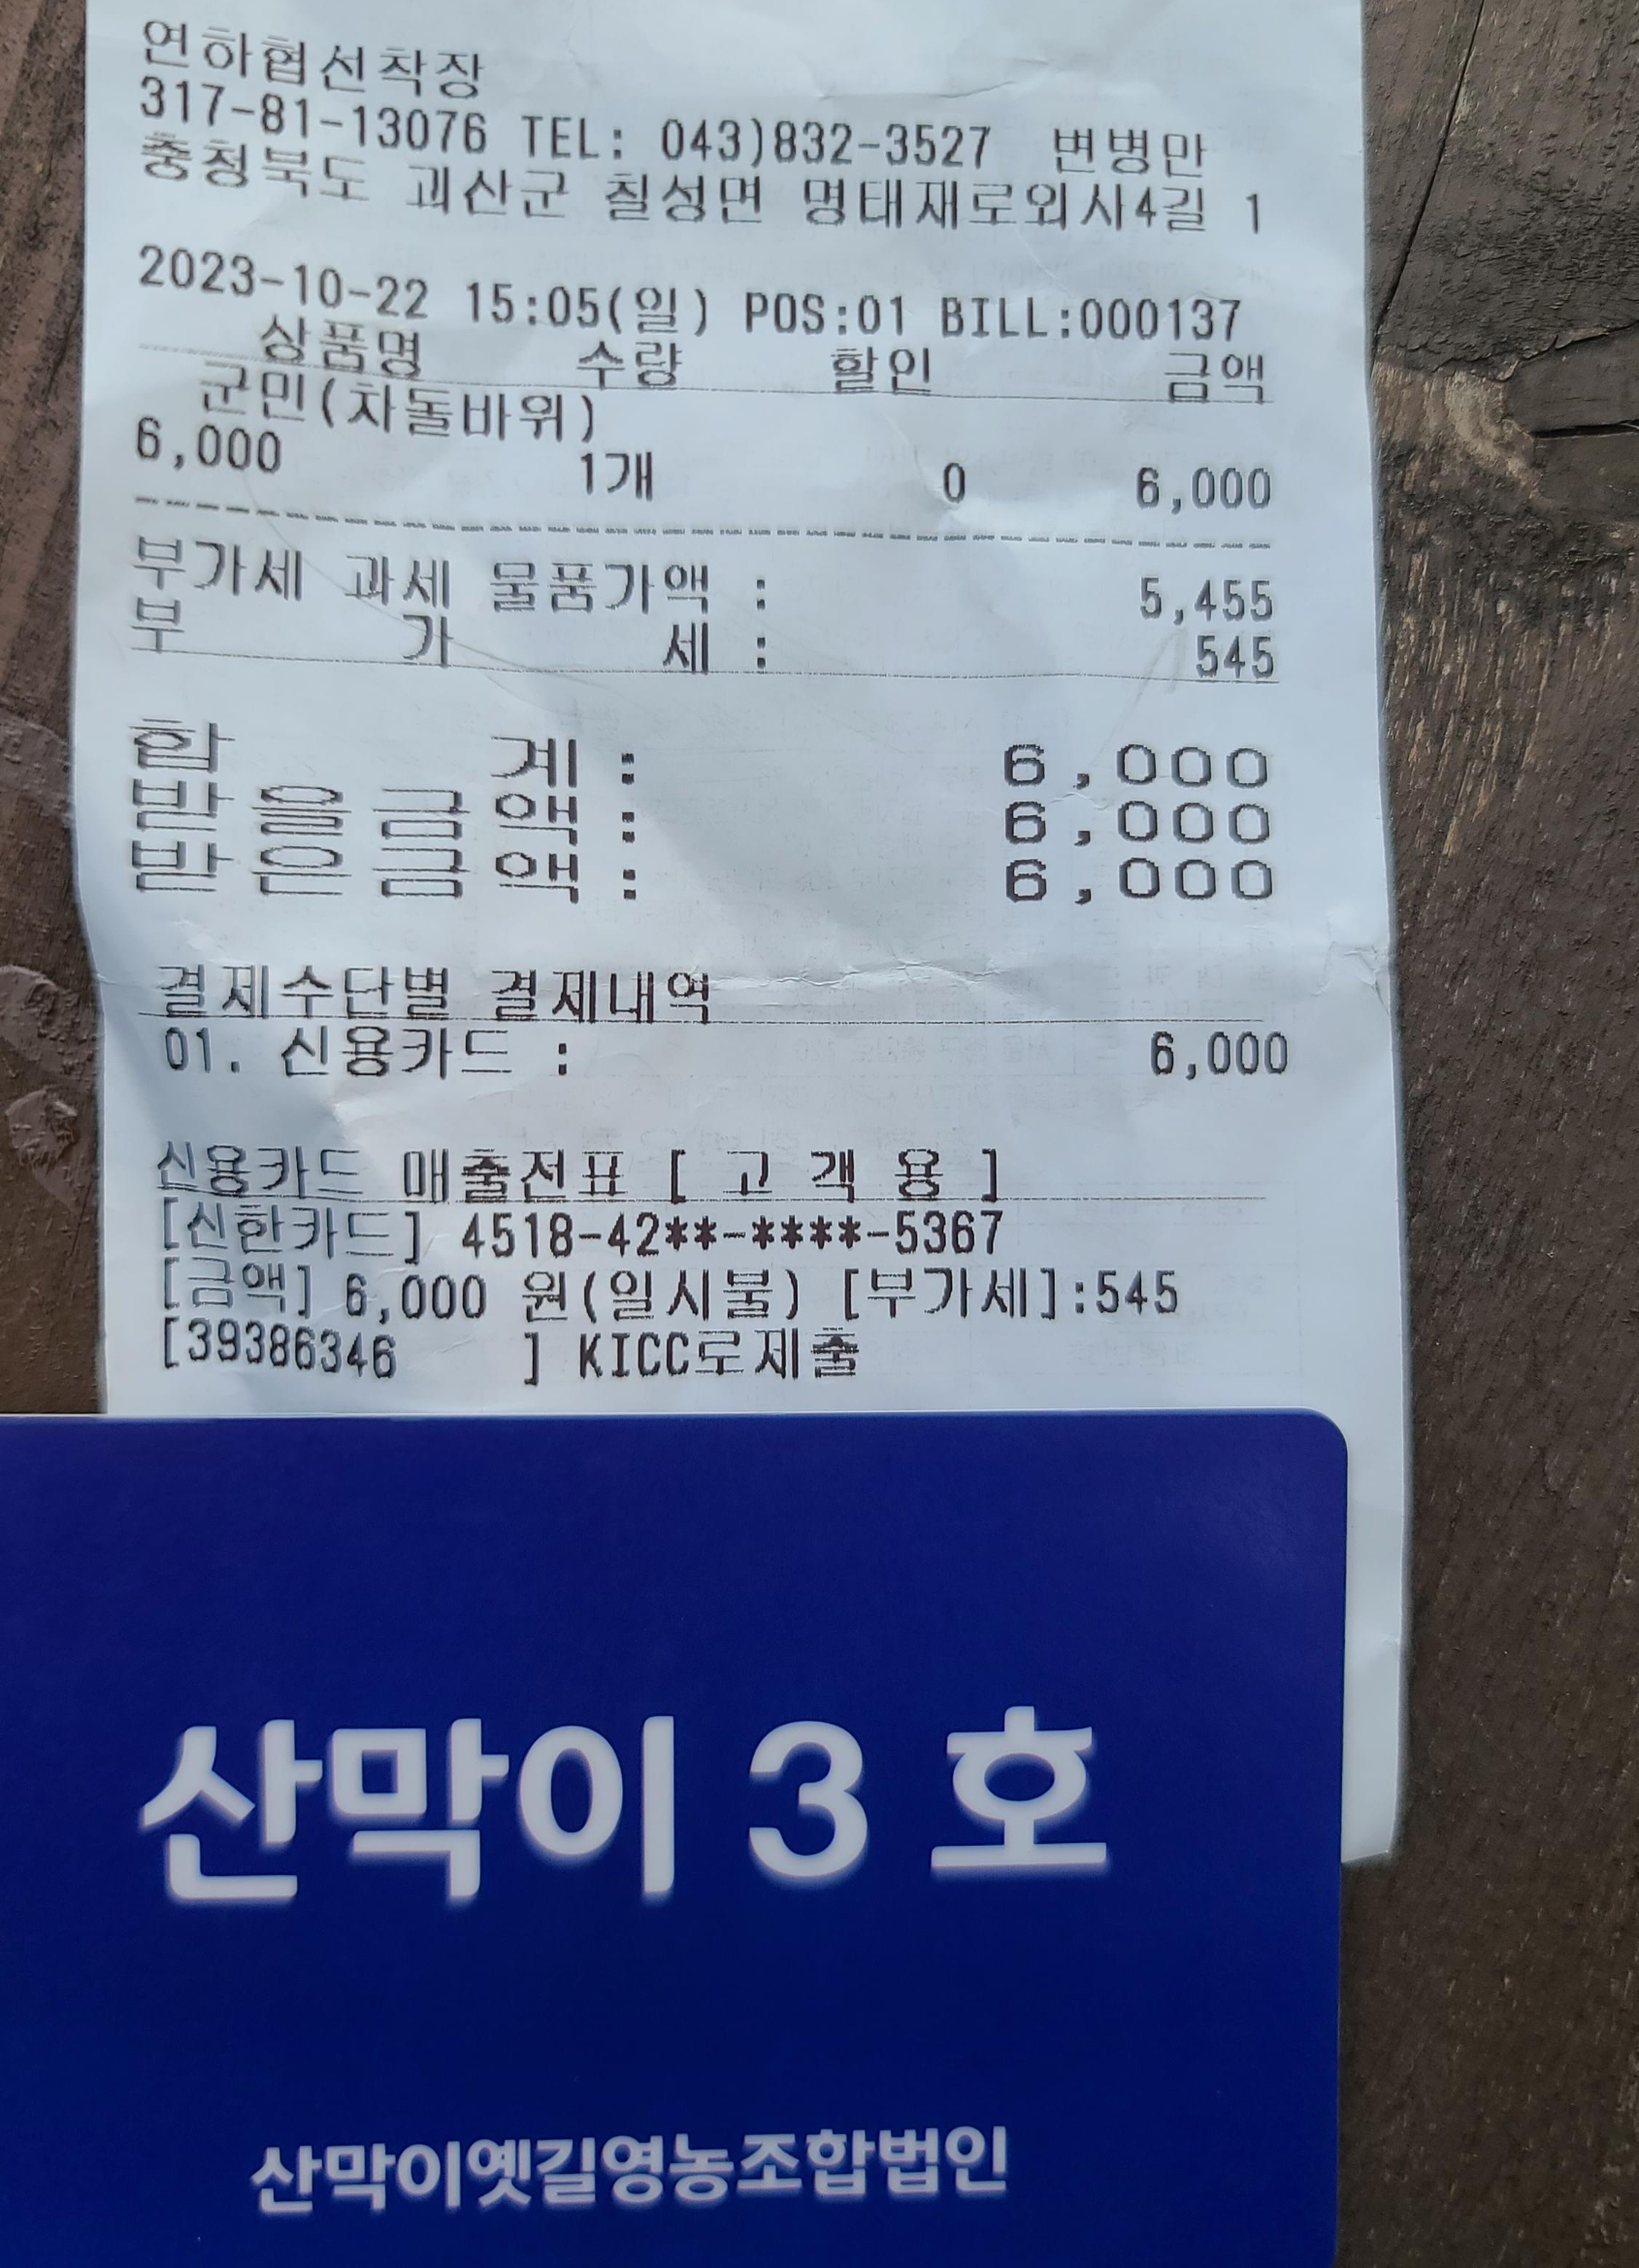 연하협선착장
317-81-13076 TEL: 043)832-3527 변병만
충청북도 괴산군 칠성면 명태재로외사4길 1
2023-10-22 15:05(일) POS:01 BILL:000137
상품명 수량 할인 금액
군민(차돌바위)
6,000 1개 0 6,000
부가세 과세 물품가액 : 5,455
부 가 세 : 545
합 계 : 6,000
받을금액 : 6,000
받은금액 : 6,000
결제수단별 결제내역
01. 신용카드 : 6,000
신용카드 매출전표 [ 고 객 용 ]
[신한카드] 4518-42**-****-5367
[금액] 6,000 원(일시불) [부가세]:545
[39386346 ] KICC로제출
산막이 3 호
산막이옛길영농조합법인